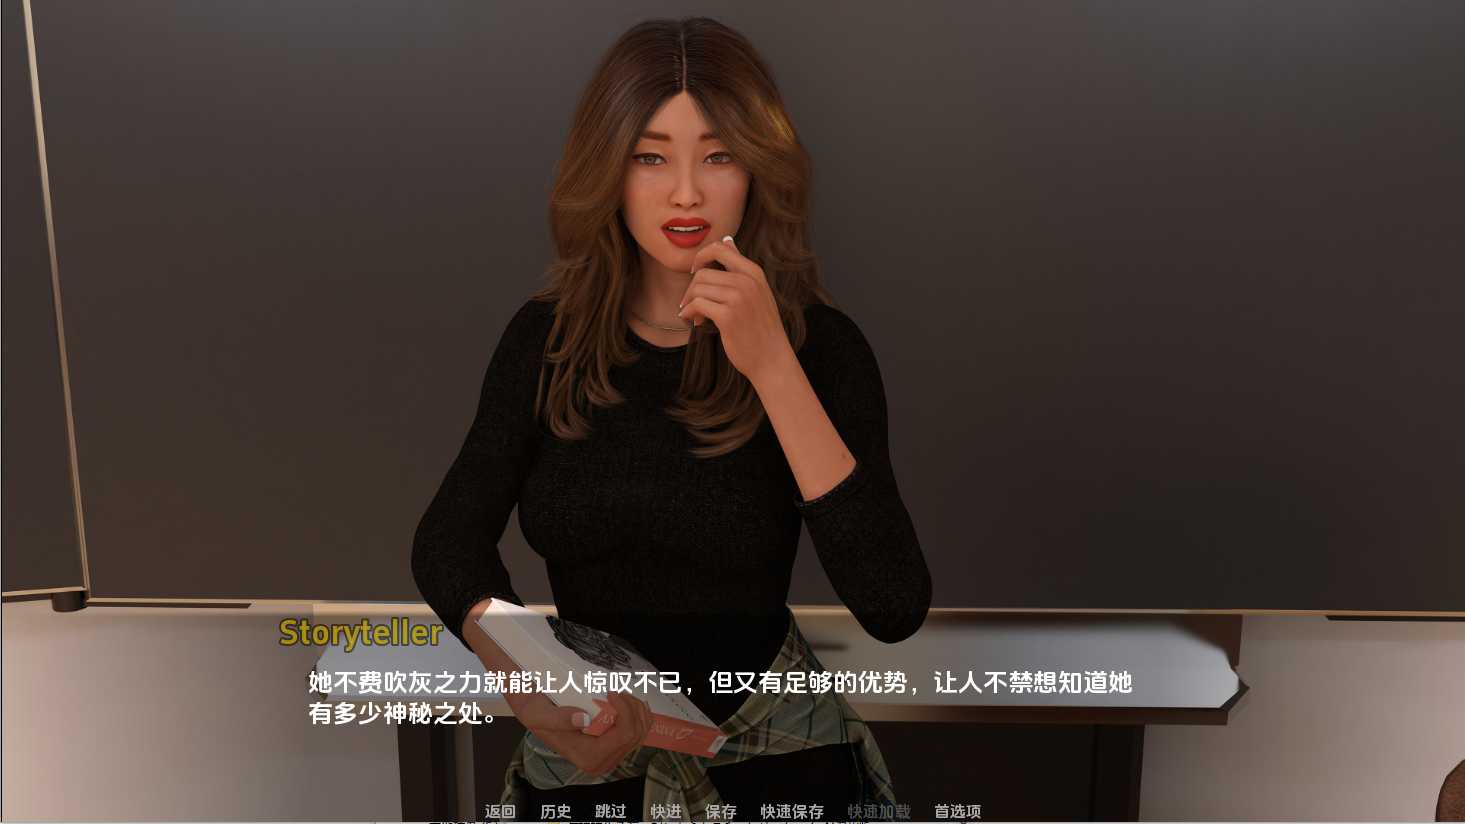 Storyteller
她不费吹灰之力就能让人惊叹不已，但又有足够的优势，让人不禁想知道她
有多少神秘之处。
返回 历史 跳过 快进 保存 快速保存 快速加载 首选项